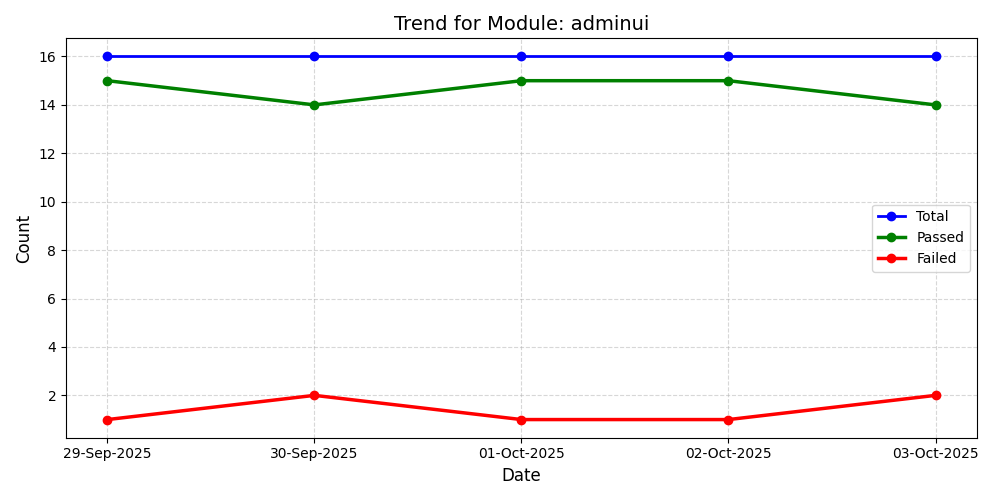 Trend for Module: adminui
Count
16
14
12
10
8
6
4
2
Total
Passed
Failed
29-Sep-2025
30-Sep-2025
01-Oct-2025
02-Oct-2025
03-Oct-2025
Date